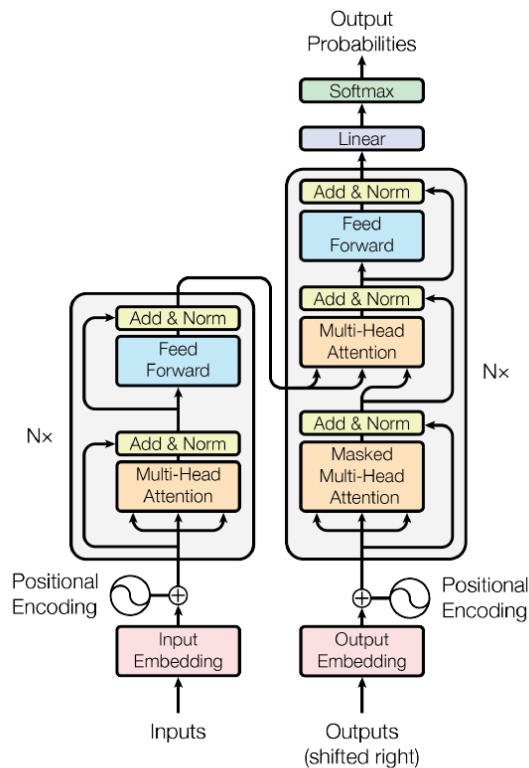 Output
Probabilities
Softmax
Linear
Add & Norm
Feed
Forward
Add & Norm
Multi-Head
Attention
Add & Norm
Masked
Multi-Head
Attention
N×
Add & Norm
Feed
Forward
Add & Norm
Multi-Head
Attention
N×
Positional
Encoding
Positional
Encoding
Input
Embedding
Output
Embedding
Inputs
Outputs
(shifted right)